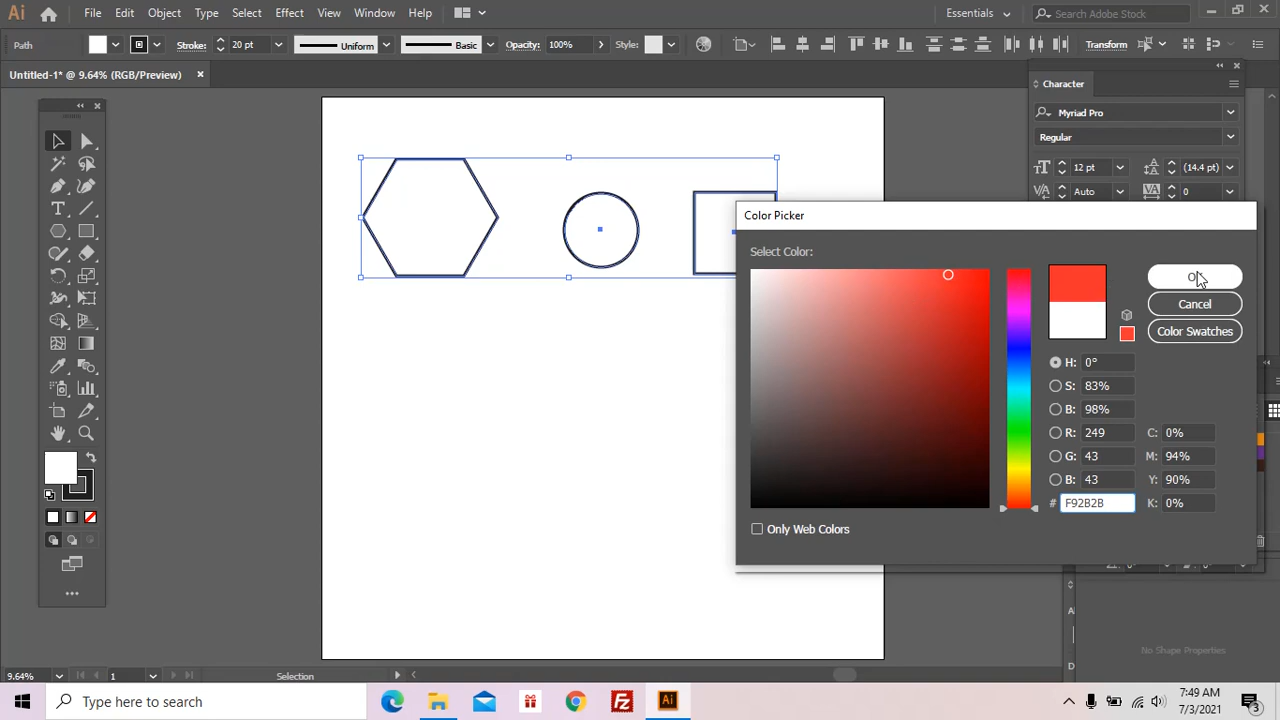 Ai File Edit Object Type Select Effect View Window Help Essentials Search Adobe Stock
Path Stroke: 20 pt Uniform Basic Opacity: 100% Style: Transform
Untitled-1* @ 9.64% (RGB/Preview)
Character
Myriad Pro
Regular
12 pt (14.4 pt)
Auto 0
Color Picker
Select Color:
Cancel
Color Swatches
H: 0°
S: 83%
B: 98%
R: 249 C: 0%
G: 43 M: 94%
B: 43 Y: 90%
# F92B2B K: 0%
Only Web Colors
No Shape Properties
9.64% 1 Selection
Type here to search
7:49 AM
7/3/2021
3